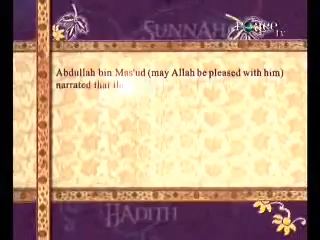 SUNNAH
Abdullah bin Mas'ud (may Allah be pleased with him)
narrated that
HADITH